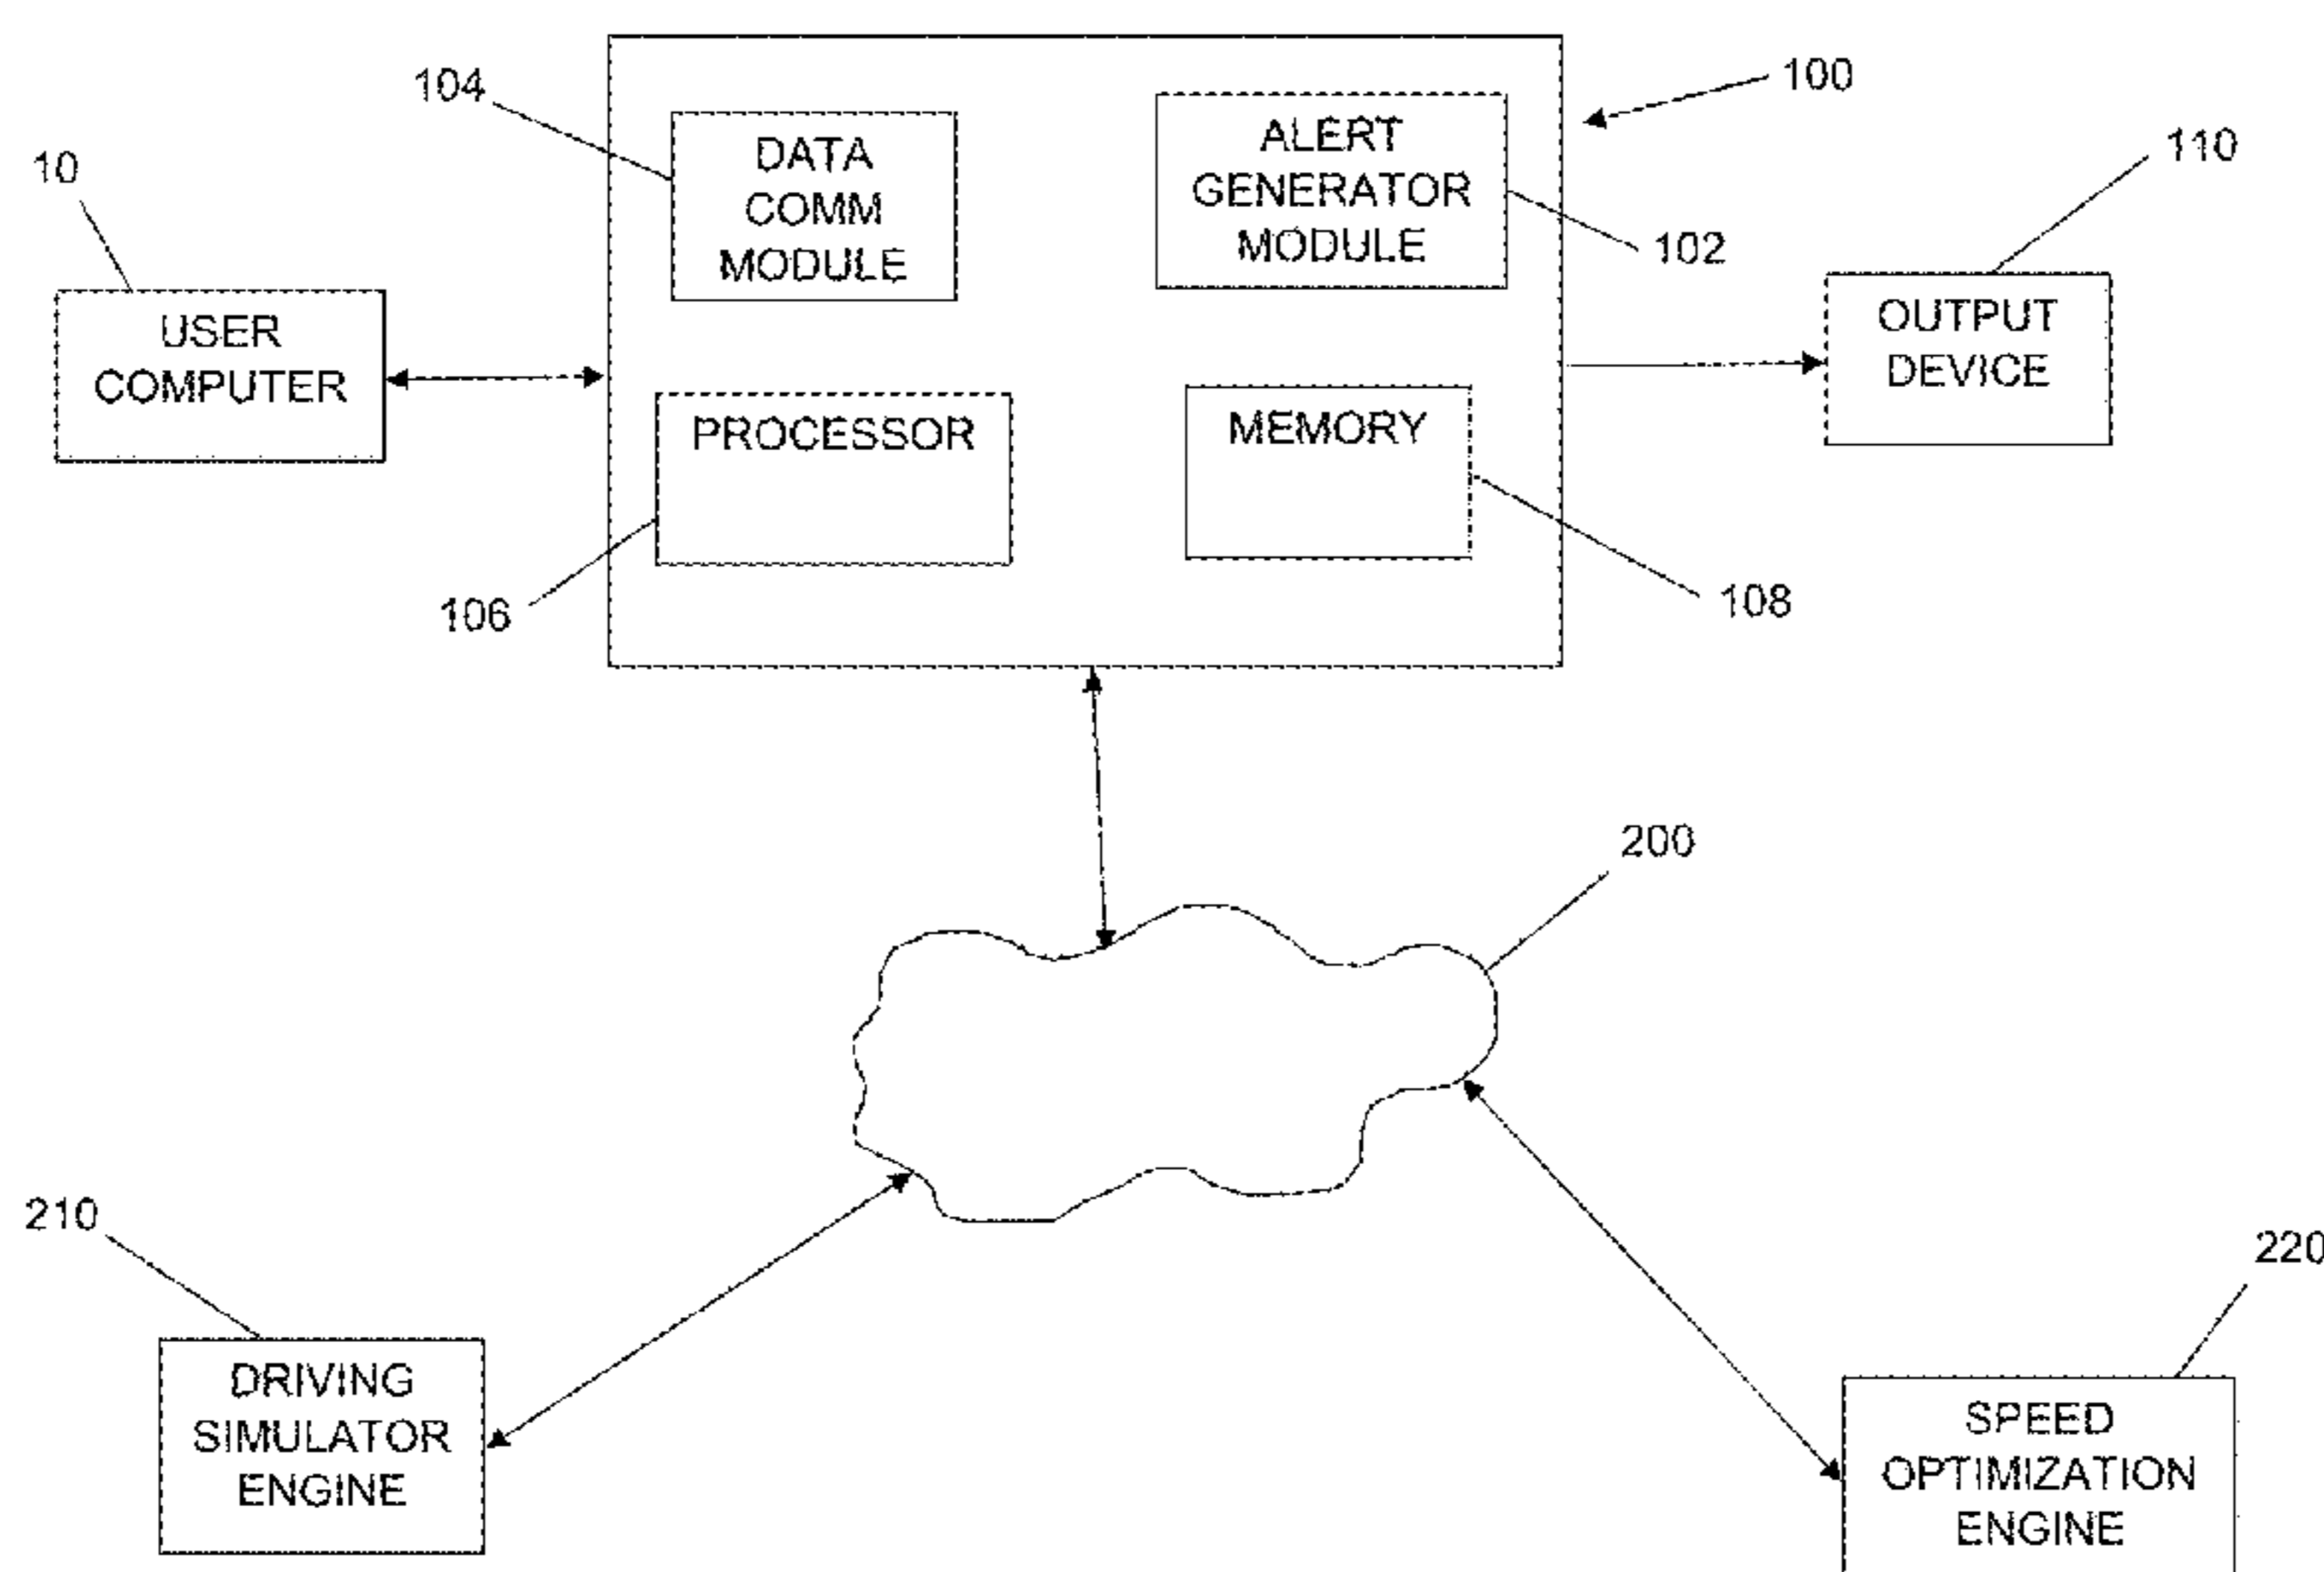 104
100
10
DATA
COMM
MODULE
ALERT
GENERATOR
MODULE
110
102
USER
COMPUTER
OUTPUT
DEVICE
PROCESSOR
MEMORY
106
108
200
210
220
DRIVING
SIMULATOR
ENGINE
SPEED
OPTIMIZATION
ENGINE